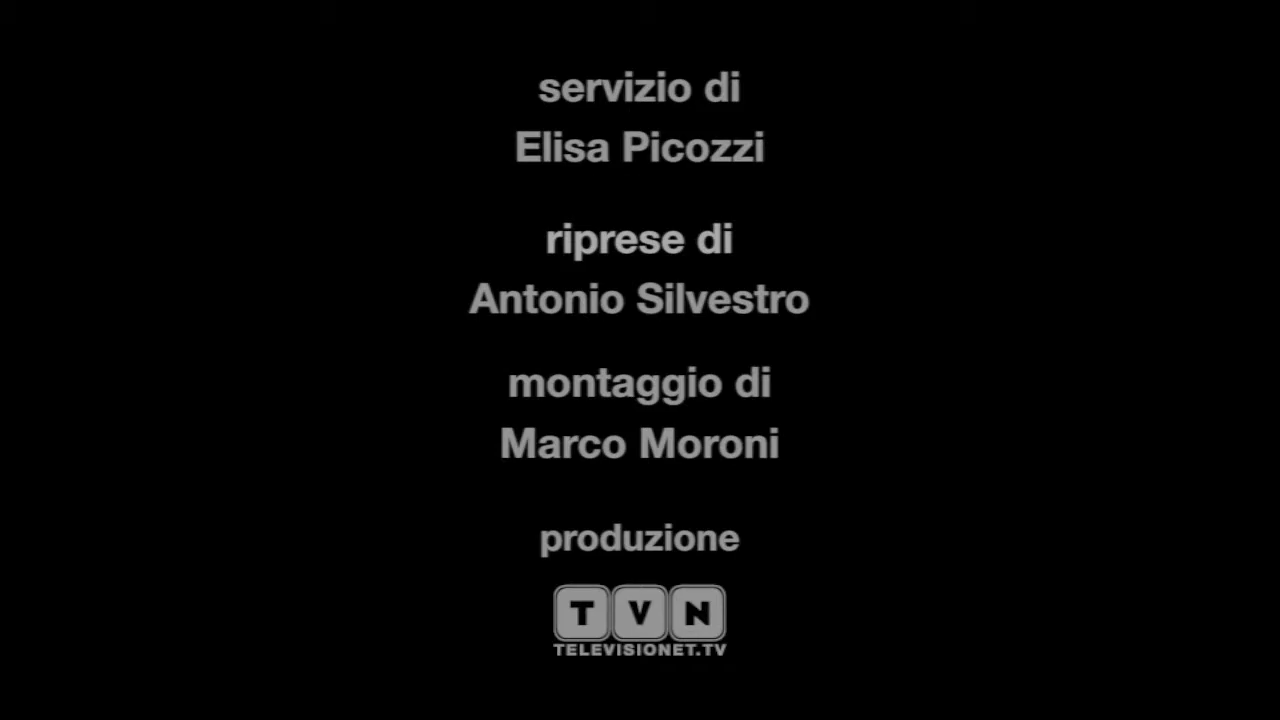 servizio di
Elisa Picozzi
riprese di
Antonio Silvestro
montaggio di
Marco Moroni
produzione
TVN
TELEVISIONET.TV